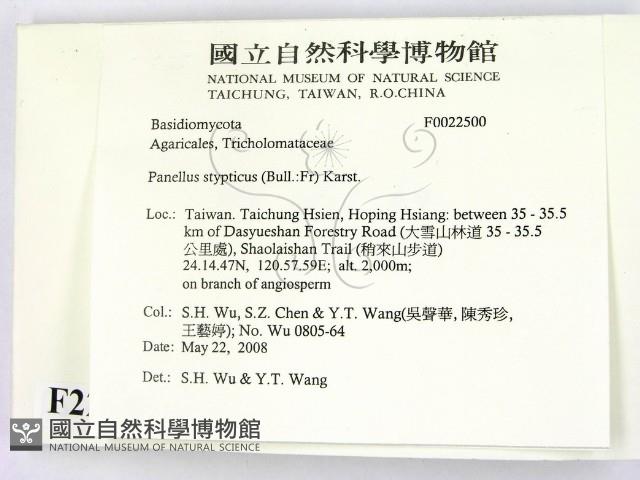 國立自然科學博物館
NATIONAL MUSEUM OF NATURAL SCIENCE
TAICHUNG, TAIWAN, R.O.CHINA
Basidiomycota F0022500
Agaricales, Tricholomataceae
Panellus stypticus (Bull.:Fr) Karst.
Loc.: Taiwan. Taichung Hsien, Hoping Hsiang: between 35 - 35.5
km of Dasyueshan Forestry Road (大雪山林道 35 - 35.5
公里處), Shaolaishan Trail (稍來山步道)
24.14.47N, 120.57.59E; alt. 2,000m;
on branch of angiosperm
Col.: S.H. Wu, S.Z. Chen & Y.T. Wang(吳聲華, 陳秀珍,
王藝婷); No. Wu 0805-64
Date: May 22, 2008
Det.: S.H. Wu & Y.T. Wang
國立自然科學博物館
NATIONAL MUSEUM OF NATURAL SCIENCE